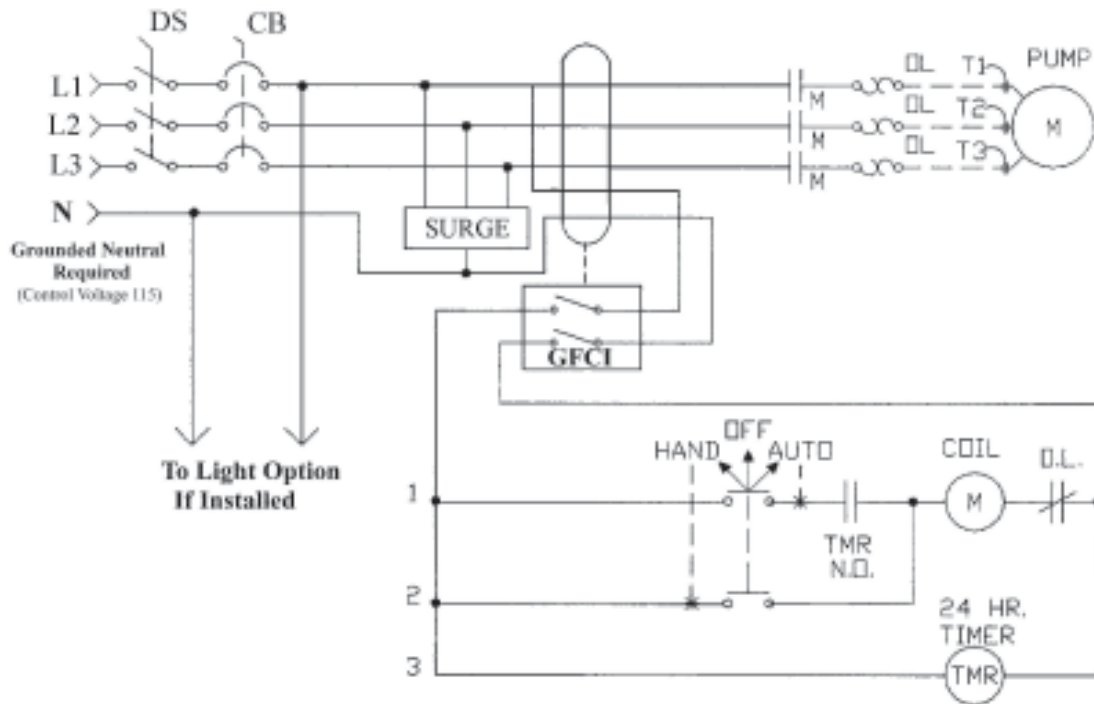 DS CB
L1
L2
L3
N
Grounded Neutral
Required
(Control Voltage 115)
SURGE
GFCI
M
M
M
OL T1
OL T2
OL T3
PUMP
M
To Light Option
If Installed
HAND OFF AUTO
COIL
O.L.
1
M
TMR
N.O.
2
24 HR.
TIMER
3
TMR